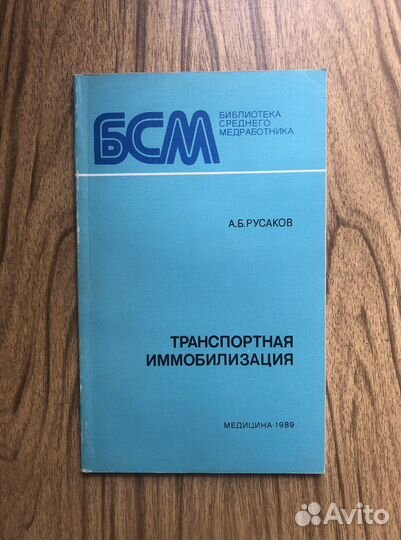 БСМ
БИБЛИОТЕКА
СРЕДНЕГО
МЕДРАБОТНИКА
А.Б.РУСАКОВ
ТРАНСПОРТНАЯ
ИММОБИЛИЗАЦИЯ
МЕДИЦИНА·1989
Avito